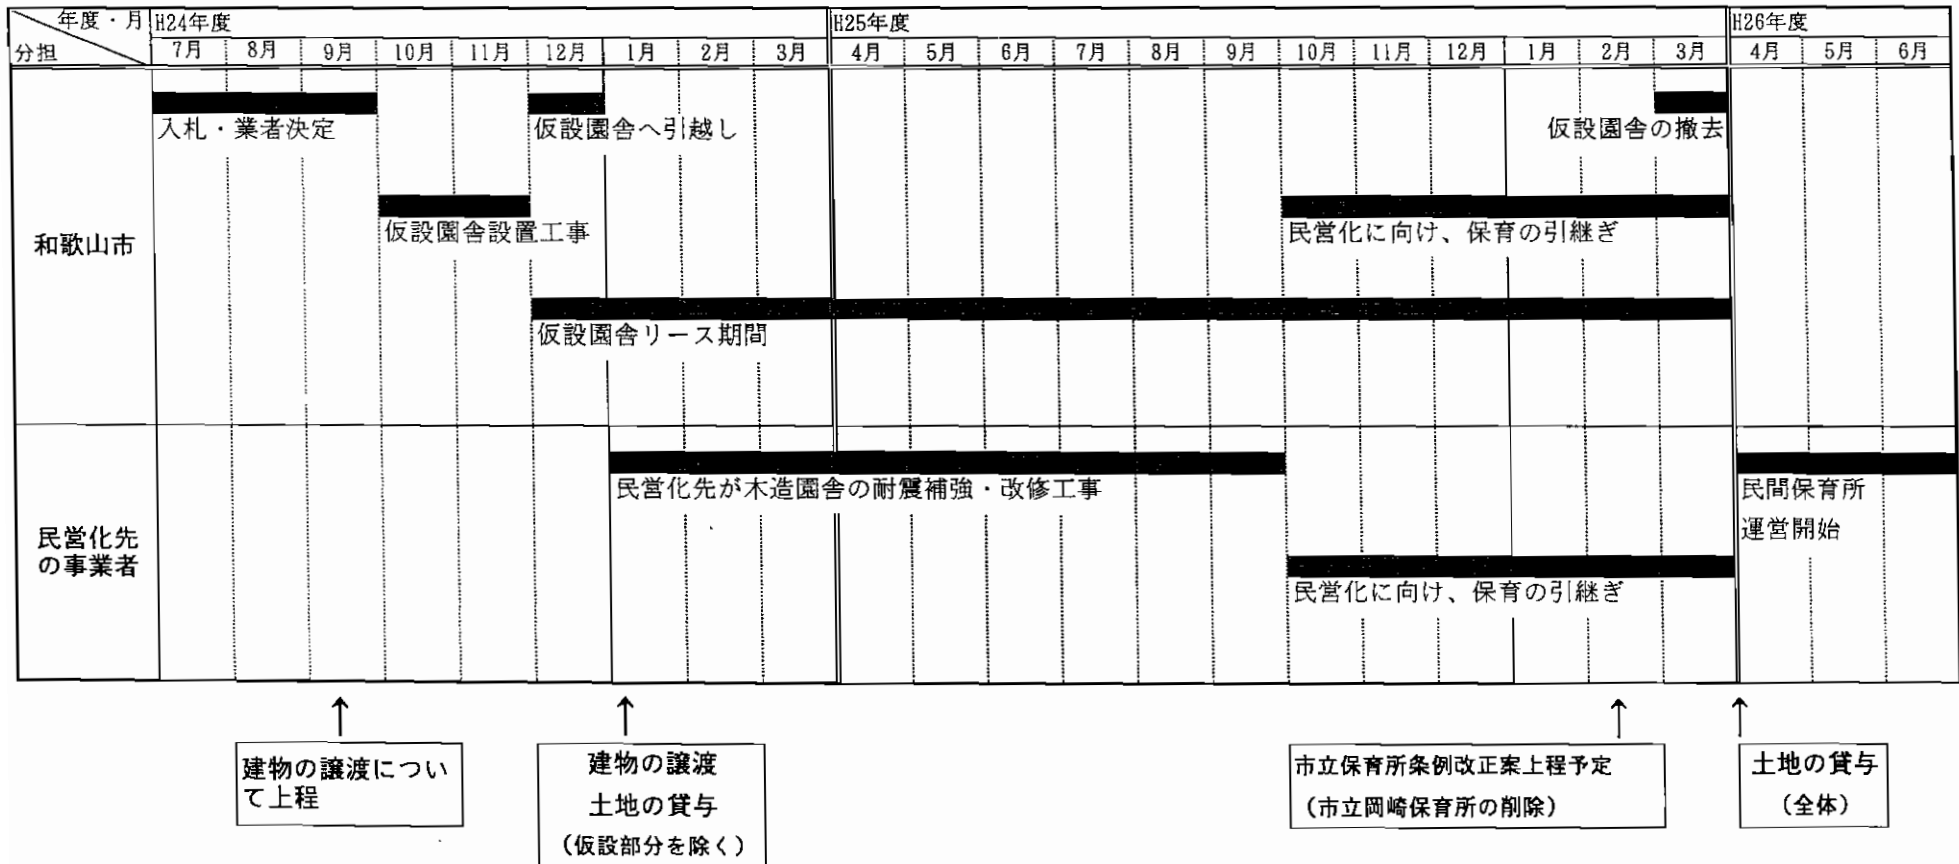 年度・月
分担
H24年度
H25年度
H26年度
7月 8月 9月 10月 11月 12月 1月 2月 3月 4月 5月 6月 7月 8月 9月 10月 11月 12月 1月 2月 3月 4月 5月 6月
和歌山市
入札・業者決定
仮設園舎へ引越し
仮設園舎の撤去
仮設園舎設置工事
民営化に向け、保育の引継ぎ
仮設園舎リース期間
民営化先
の事業者
民営化先が木造園舎の耐震補強・改修工事
民間保育所
運営開始
民営化に向け、保育の引継ぎ
↑
↑
↑
↑
建物の譲渡につい
て上程
建物の譲渡
土地の貸与
（仮設部分を除く）
市立保育所条例改正案上程予定
（市立岡崎保育所の削除）
土地の貸与
（全体）